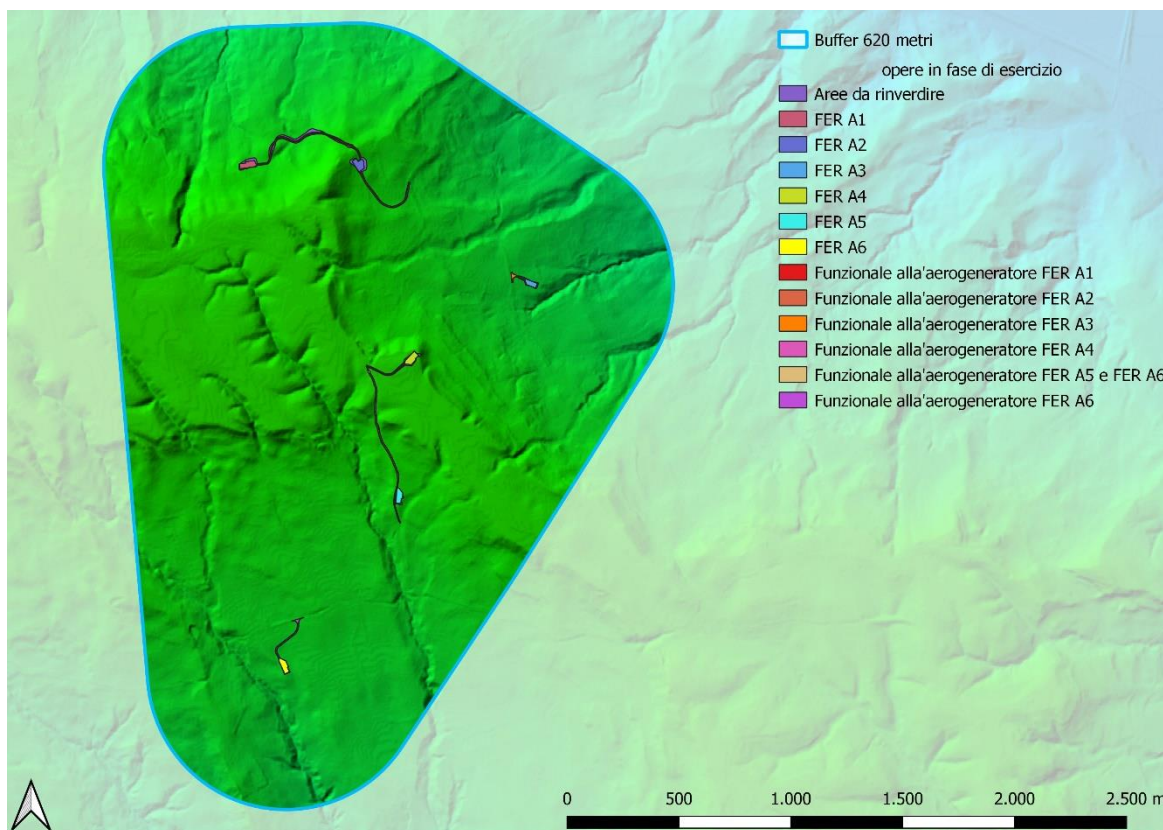 Buffer 620 metri
opere in fase di esercizio
Aree da rinverdire
FER A1
FER A2
FER A3
FER A4
FER A5
FER A6
Funzionale alla'aerogeneratore FER A1
Funzionale alla'aerogeneratore FER A2
Funzionale alla'aerogeneratore FER A3
Funzionale alla'aerogeneratore FER A4
Funzionale alla'aerogeneratore FER A5 e FER A6
Funzionale alla'aerogeneratore FER A6
0 500 1.000 1.500 2.000 2.500 m